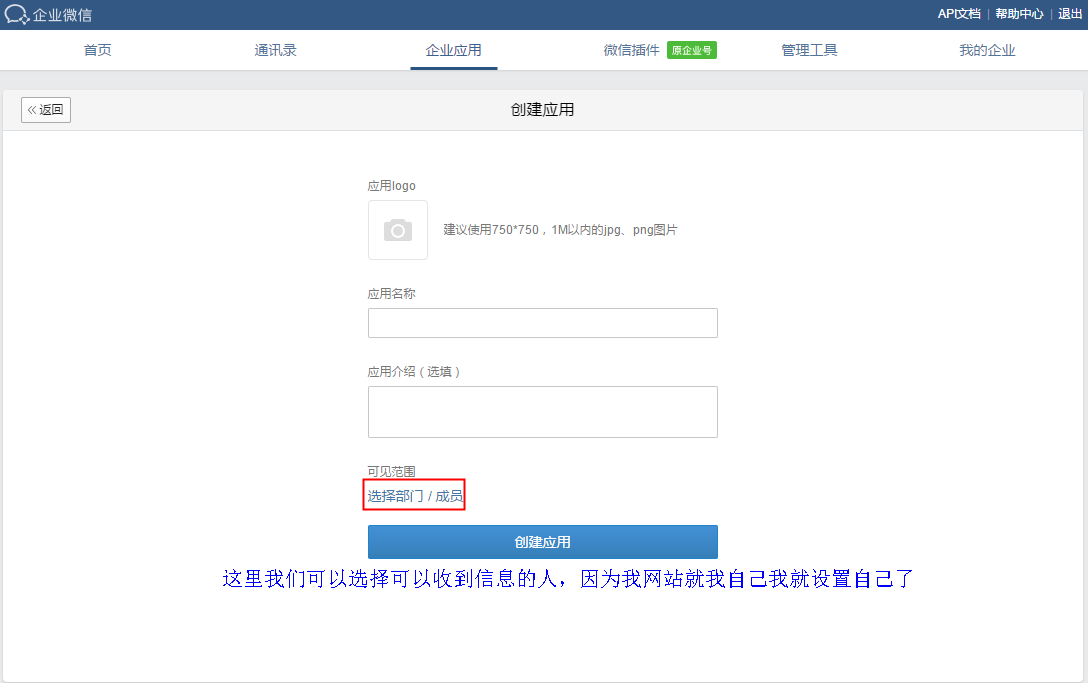 企业微信
API文档 | 帮助中心 | 退出
首页 通讯录 企业应用 微信插件 原企业号 管理工具 我的企业
«返回 创建应用
应用logo
建议使用750*750，1M以内的jpg、png图片
应用名称
应用介绍（选填）
可见范围
选择部门 / 成员
创建应用
这里我们可以选择可以收到信息的人，因为我网站就我自己我就设置自己了